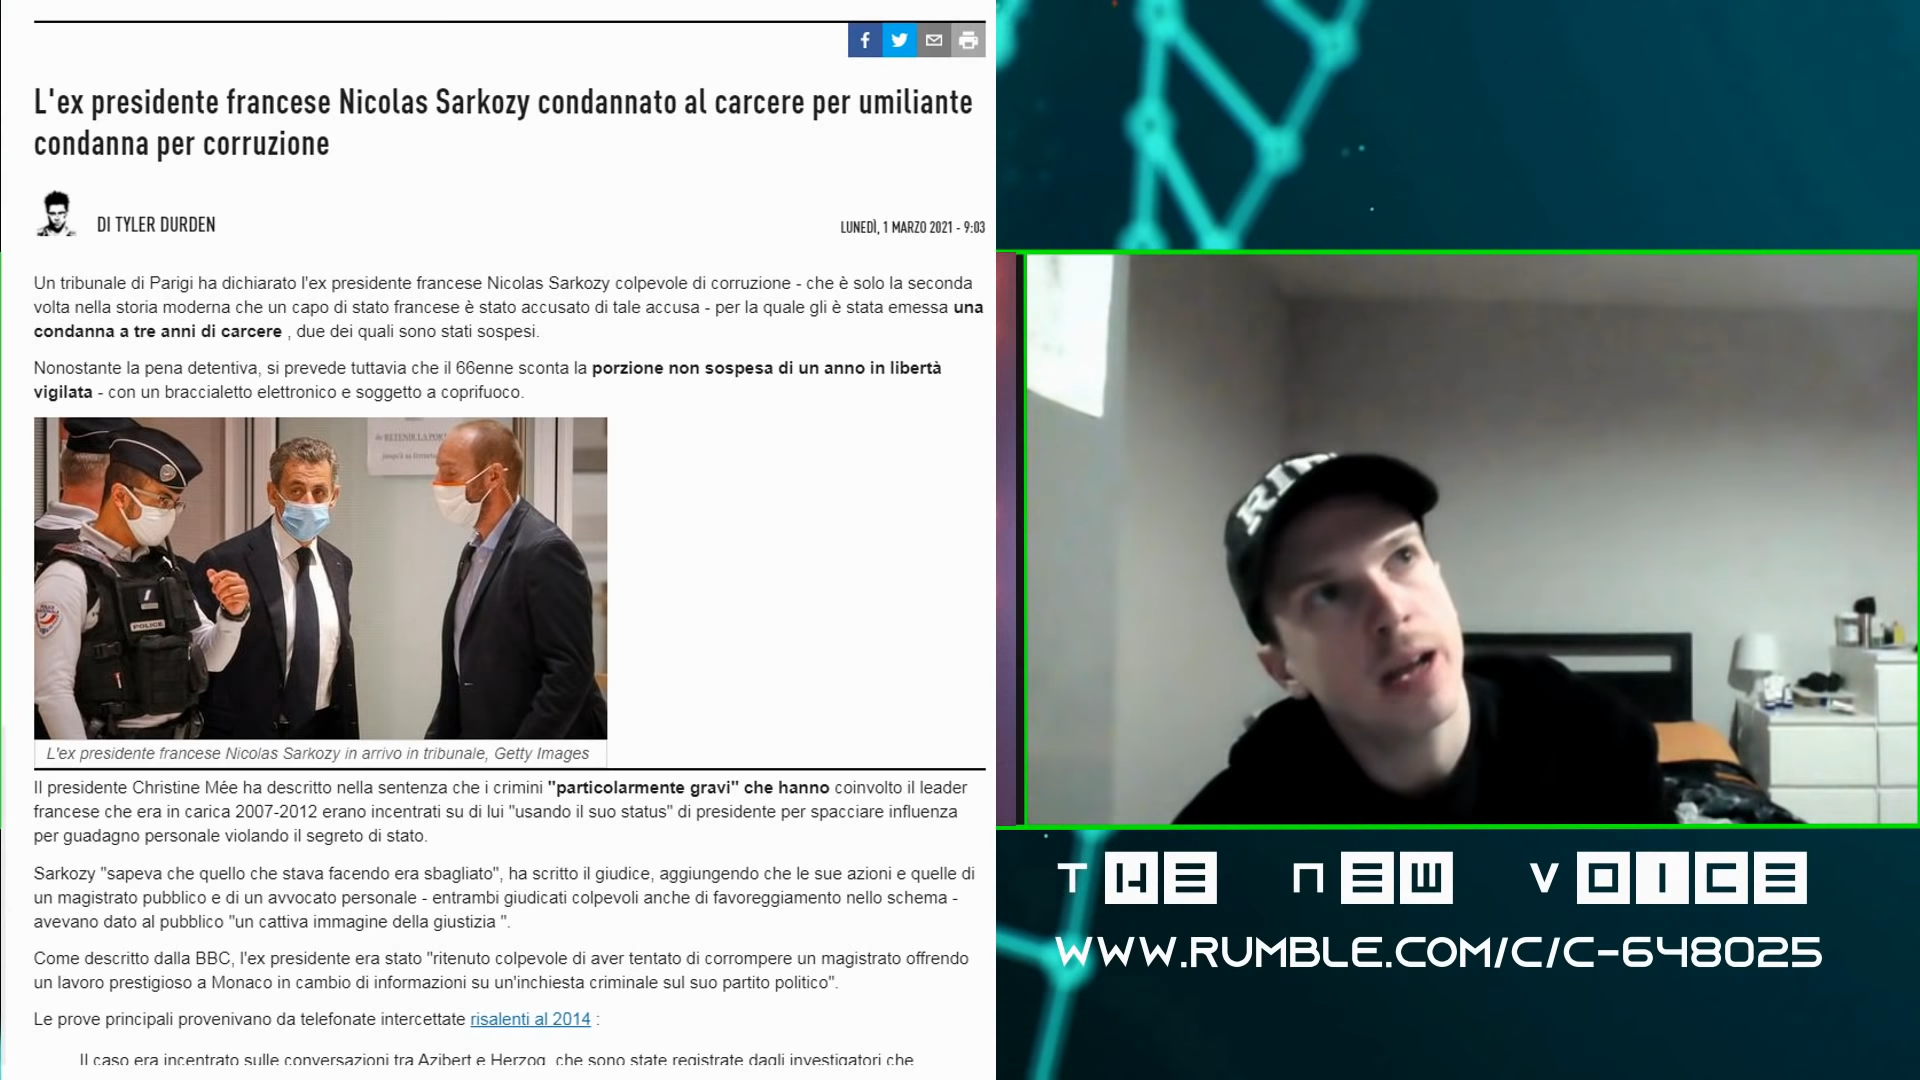 L'ex presidente francese Nicolas Sarkozy condannato al carcere per umiliante
condanna per corruzione
DI TYLER DURDEN
LUNEDÌ, 1 MARZO 2021 - 9:03
Un tribunale di Parigi ha dichiarato l'ex presidente francese Nicolas Sarkozy colpevole di corruzione - che è solo la seconda
volta nella storia moderna che un capo di stato francese è stato accusato di tale accusa - per la quale gli è stata emessa una
condanna a tre anni di carcere , due dei quali sono stati sospesi.
Nonostante la pena detentiva, si prevede tuttavia che il 66enne sconta la porzione non sospesa di un anno in libertà
vigilata - con un braccialetto elettronico e soggetto a coprifuoco.
POLICE
L'ex presidente francese Nicolas Sarkozy in arrivo in tribunale, Getty Images
Il presidente Christine Mée ha descritto nella sentenza che i crimini "particolarmente gravi" che hanno coinvolto il leader
francese che era in carica 2007-2012 erano incentrati su di lui "usando il suo status" di presidente per spacciare influenza
per guadagno personale violando il segreto di stato.
Sarkozy "sapeva che quello che stava facendo era sbagliato", ha scritto il giudice, aggiungendo che le sue azioni e quelle di
un magistrato pubblico e di un avvocato personale - entrambi giudicati colpevoli anche di favoreggiamento nello schema -
avevano dato al pubblico "un cattiva immagine della giustizia ".
Come descritto dalla BBC, l'ex presidente era stato "ritenuto colpevole di aver tentato di corrompere un magistrato offrendo
un lavoro prestigioso a Monaco in cambio di informazioni su un'inchiesta criminale sul suo partito politico".
Le prove principali provenivano da telefonate intercettate risalenti al 2014 :
Il caso era incentrato sulle conversazioni tra Azibert e Herzog, che sono state registrate dagli investigatori che
THE NEW VOICE
WWW.RUMBLE.COM/C/C-648025